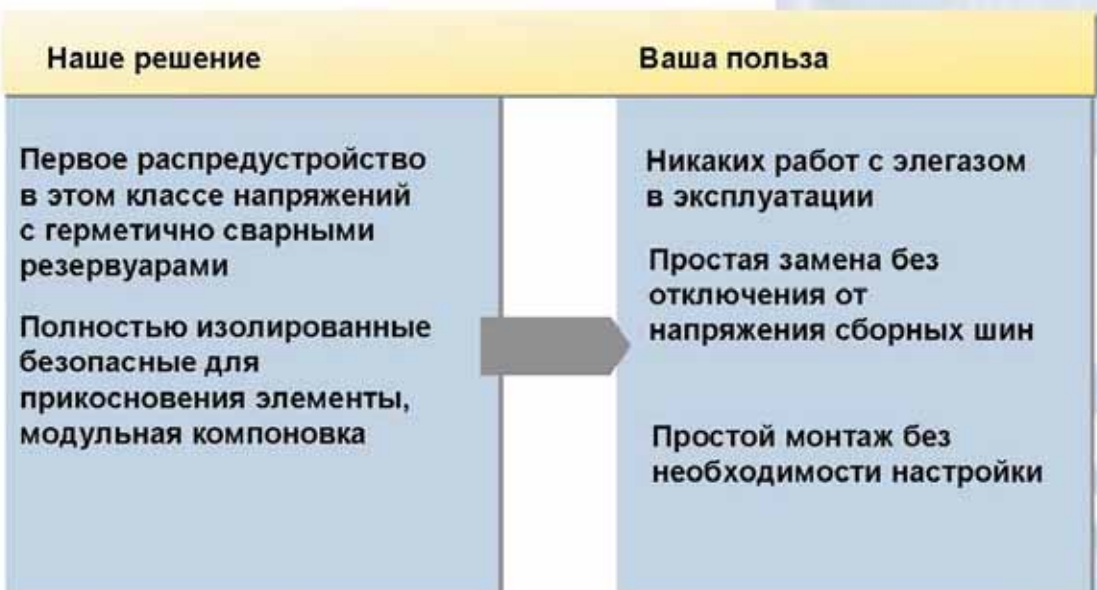 Наше решение
Ваша польза
Первое распредустройство
в этом классе напряжений
с герметично сварными
резервуарами
Полностью изолированные
безопасные для
прикосновения элементы,
модульная компоновка
Никаких работ с элегазом
в эксплуатации
Простая замена без
отключения от
напряжения сборных шин
Простой монтаж без
необходимости настройки